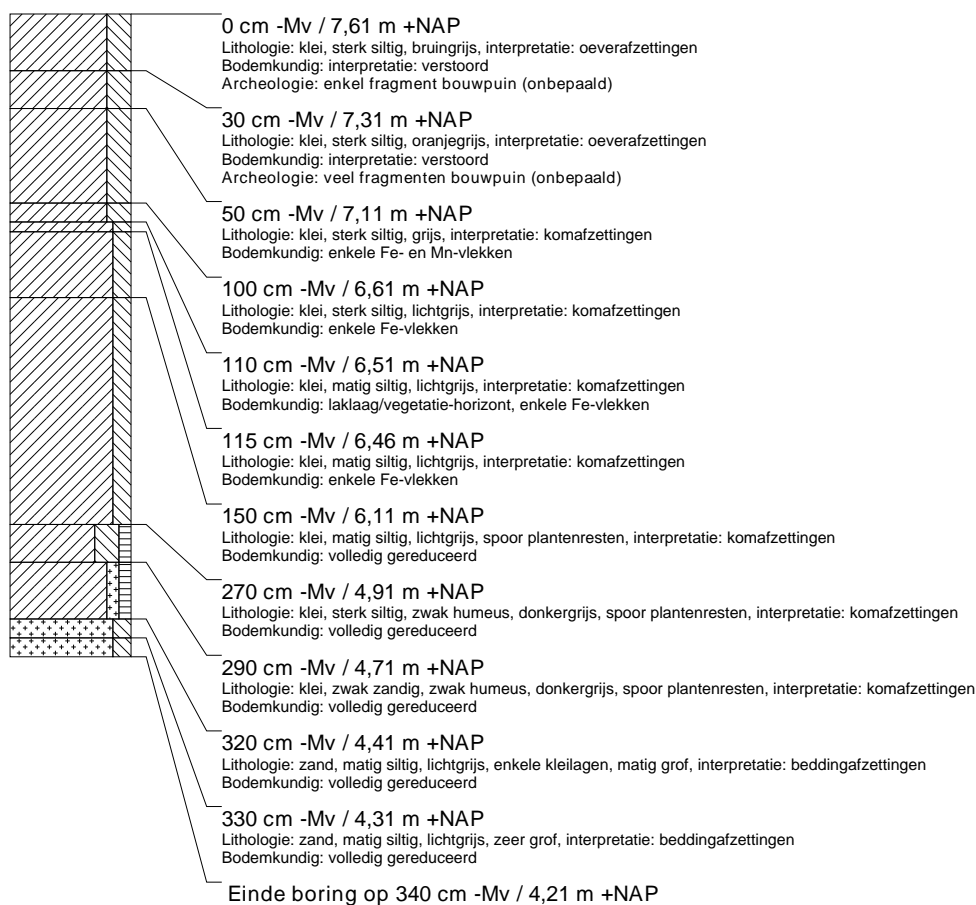 0 cm -Mv / 7,61 m +NAP
Lithologie: klei, sterk siltig, bruingrijs, interpretatie: oeverafzettingen
Bodemkundig: interpretatie: verstoord
Archeologie: enkel fragment bouwpuin (onbepaald)
30 cm -Mv / 7,31 m +NAP
Lithologie: klei, sterk siltig, oranjegrijs, interpretatie: oeverafzettingen
Bodemkundig: interpretatie: verstoord
Archeologie: veel fragmenten bouwpuin (onbepaald)
50 cm -Mv / 7,11 m +NAP
Lithologie: klei, sterk siltig, grijs, interpretatie: komafzettingen
Bodemkundig: enkele Fe- en Mn-vlekken
100 cm -Mv / 6,61 m +NAP
Lithologie: klei, sterk siltig, lichtgrijs, interpretatie: komafzettingen
Bodemkundig: enkele Fe-vlekken
110 cm -Mv / 6,51 m +NAP
Lithologie: klei, matig siltig, lichtgrijs, interpretatie: komafzettingen
Bodemkundig: laklaag/vegetatie-horizont, enkele Fe-vlekken
115 cm -Mv / 6,46 m +NAP
Lithologie: klei, matig siltig, lichtgrijs, interpretatie: komafzettingen
Bodemkundig: enkele Fe-vlekken
150 cm -Mv / 6,11 m +NAP
Lithologie: klei, matig siltig, lichtgrijs, spoor plantenresten, interpretatie: komafzettingen
Bodemkundig: volledig gereduceerd
270 cm -Mv / 4,91 m +NAP
Lithologie: klei, sterk siltig, zwak humeus, donkergrijs, spoor plantenresten, interpretatie: komafzettingen
Bodemkundig: volledig gereduceerd
290 cm -Mv / 4,71 m +NAP
Lithologie: klei, zwak zandig, zwak humeus, donkergrijs, spoor plantenresten, interpretatie: komafzettingen
Bodemkundig: volledig gereduceerd
320 cm -Mv / 4,41 m +NAP
Lithologie: zand, matig siltig, lichtgrijs, enkele kleilagen, matig grof, interpretatie: beddingafzettingen
Bodemkundig: volledig gereduceerd
330 cm -Mv / 4,31 m +NAP
Lithologie: zand, matig siltig, lichtgrijs, zeer grof, interpretatie: beddingafzettingen
Bodemkundig: volledig gereduceerd
Einde boring op 340 cm -Mv / 4,21 m +NAP